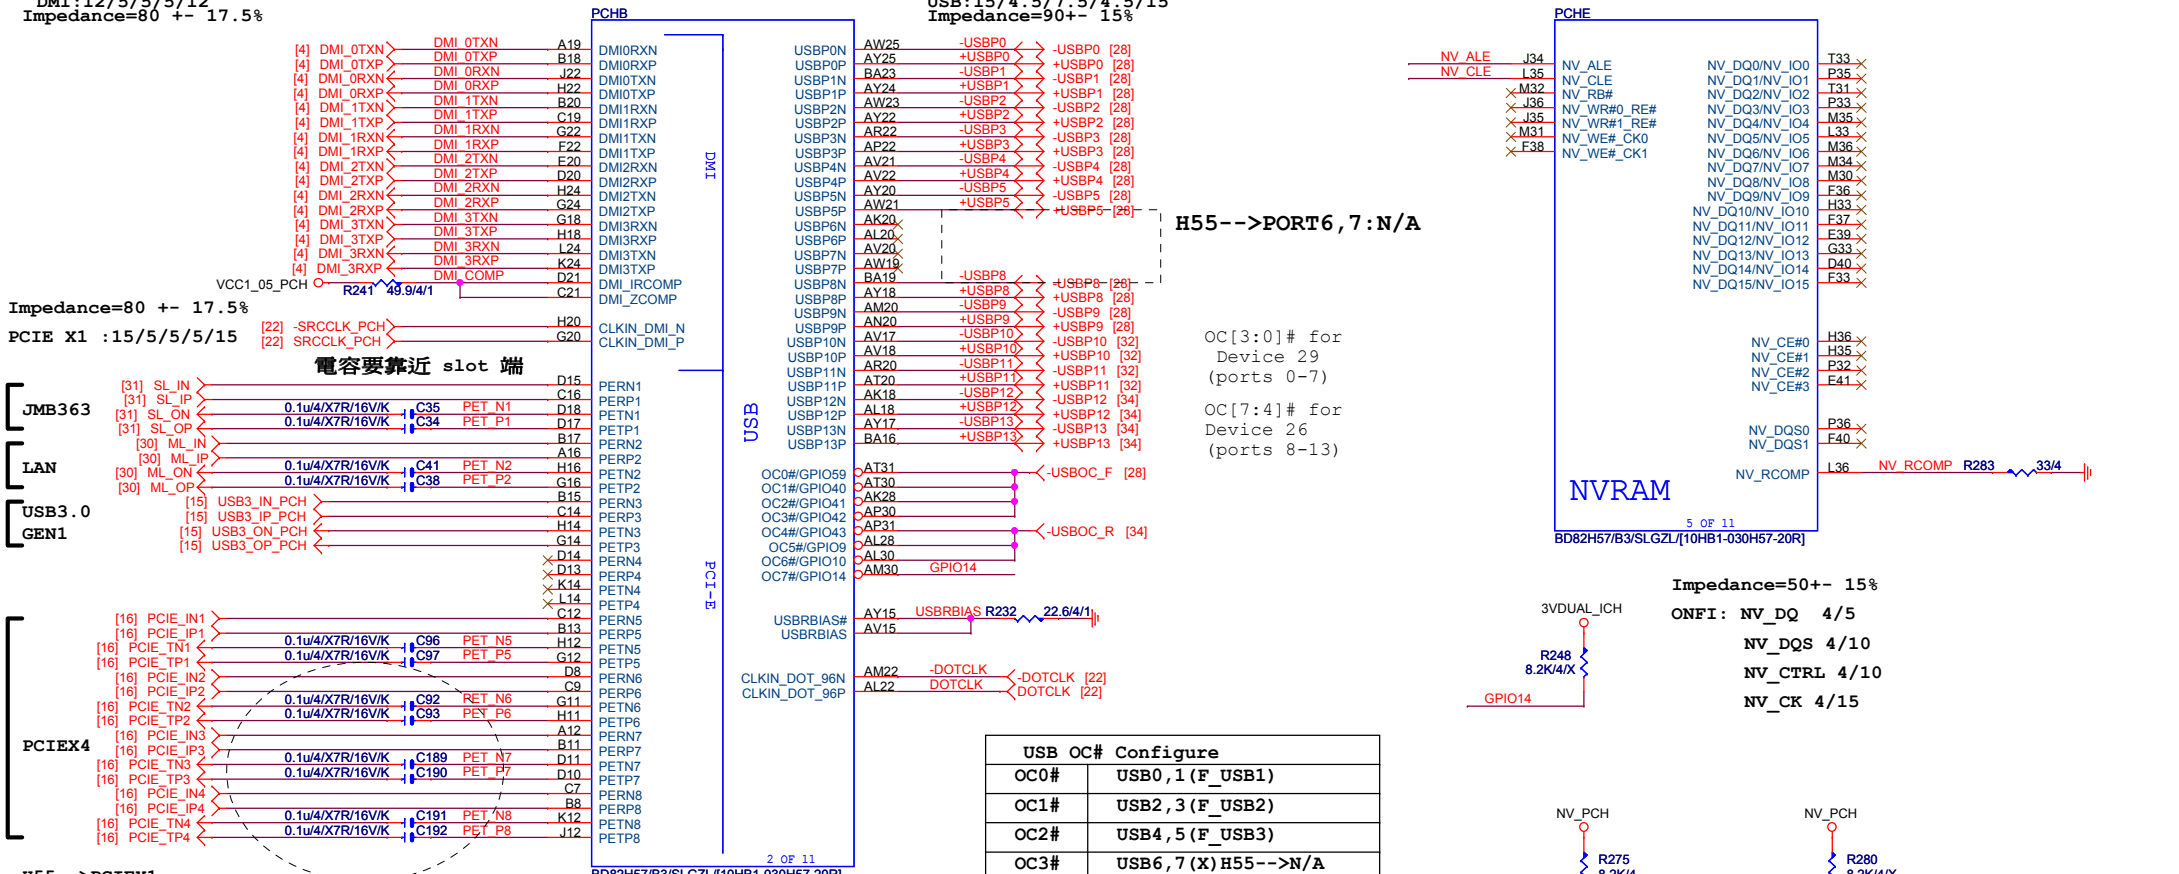 DMI:12/5/5/5/12
Impedance=80 +- 17.5%
USB:15/4.5/7.5/4.5/15
Impedance=90+- 15%
PCHB
[4] DMI_0TXN DMI_0TXN A19 DMI0RXN
[4] DMI_0TXP DMI_0TXP B18 DMI0RXP
[4] DMI_0RXN DMI_0RXN J22 DMI0TXN
[4] DMI_0RXP DMI_0RXP H22 DMI0TXP
[4] DMI_1TXN DMI_1TXN B20 DMI1RXN
[4] DMI_1TXP DMI_1TXP C19 DMI1RXP
[4] DMI_1RXN DMI_1RXN G22 DMI1TXN
[4] DMI_1RXP DMI_1RXP F22 DMI1TXP
[4] DMI_2TXN DMI_2TXN E20 DMI2RXN
[4] DMI_2TXP DMI_2TXP D20 DMI2RXP
[4] DMI_2RXN DMI_2RXN H24 DMI2TXN
[4] DMI_2RXP DMI_2RXP G24 DMI2TXP
[4] DMI_3TXN DMI_3TXN G18 DMI3RXN
[4] DMI_3TXP DMI_3TXP H18 DMI3RXP
[4] DMI_3RXN DMI_3RXN L24 DMI3TXN
[4] DMI_3RXP DMI_3RXP K24 DMI3TXP
VCC1_05_PCH R241 49.9/4/1 DMI_COMP D21 DMI_IRCOMP
C21 DMI_ZCOMP
Impedance=80 +- 17.5%
PCIE X1 :15/5/5/5/15
[22] -SRCCLK_PCH H20 CLKIN_DMI_N
[22] SRCCLK_PCH G20 CLKIN_DMI_P
電容要靠近 slot 端
DMI
JMB363
[31] SL_IN D15 PERN1
[31] SL_IP C16 PERP1
[31] SL_ON 0.1u/4/X7R/16V/K C35 PET_N1 D18 PETN1
[31] SL_OP 0.1u/4/X7R/16V/K C34 PET_P1 D17 PETP1
LAN
[30] ML_IN B17 PERN2
[30] ML_IP A16 PERP2
[30] ML_ON 0.1u/4/X7R/16V/K C41 PET_N2 H16 PETN2
[30] ML_OP 0.1u/4/X7R/16V/K C38 PET_P2 G16 PETP2
USB3.0
GEN1
[15] USB3_IN_PCH B15 PERN3
[15] USB3_IP_PCH C14 PERP3
[15] USB3_ON_PCH H14 PETN3
[15] USB3_OP_PCH G14 PETP3
D14 PERN4
D13 PERP4
K14 PETN4
L14 PETP4
PCI-E
PCIEX4
[16] PCIE_IN1 C12 PERN5
[16] PCIE_IP1 B13 PERP5
[16] PCIE_TN1 0.1u/4/X7R/16V/K C96 PET_N5 H12 PETN5
[16] PCIE_TP1 0.1u/4/X7R/16V/K C97 PET_P5 G12 PETP5
[16] PCIE_IN2 D8 PERN6
[16] PCIE_IP2 C9 PERP6
[16] PCIE_TN2 0.1u/4/X7R/16V/K C92 PET_N6 G11 PETN6
[16] PCIE_TP2 0.1u/4/X7R/16V/K C93 PET_P6 H11 PETP6
[16] PCIE_IN3 A12 PERN7
[16] PCIE_IP3 B11 PERP7
[16] PCIE_TN3 0.1u/4/X7R/16V/K C189 PET_N7 D11 PETN7
[16] PCIE_TP3 0.1u/4/X7R/16V/K C190 PET_P7 D10 PETP7
[16] PCIE_IN4 C7 PERN8
[16] PCIE_IP4 B8 PERP8
[16] PCIE_TN4 0.1u/4/X7R/16V/K C191 PET_N8 K12 PETN8
[16] PCIE_TP4 0.1u/4/X7R/16V/K C192 PET_P8 J12 PETP8
H55-->PCIEX1
USBP0N AW25 -USBP0 -USBP0 [28]
USBP0P AY25 +USBP0 +USBP0 [28]
USBP1N BA23 -USBP1 -USBP1 [28]
USBP1P AY24 +USBP1 +USBP1 [28]
USBP2N AW23 -USBP2 -USBP2 [28]
USBP2P AY22 +USBP2 +USBP2 [28]
USBP3N AR22 -USBP3 -USBP3 [28]
USBP3P AP22 +USBP3 +USBP3 [28]
USBP4N AV21 -USBP4 -USBP4 [28]
USBP4P AV22 +USBP4 +USBP4 [28]
USBP5N AY20 -USBP5 -USBP5 [28]
USBP5P AW21 +USBP5 +USBP5 [28]
USBP6N AK20
USBP6P AL20
USBP7N AV20
USBP7P AW19
H55-->PORT6,7:N/A
USBP8N BA19 -USBP8 -USBP8 [28]
USBP8P AY18 +USBP8 +USBP8 [28]
USBP9N AM20 -USBP9 -USBP9 [28]
USBP9P AN20 +USBP9 +USBP9 [28]
USBP10N AV17 -USBP10 -USBP10 [32]
USBP10P AV18 +USBP10 +USBP10 [32]
USBP11N AR20 -USBP11 -USBP11 [32]
USBP11P AT20 +USBP11 +USBP11 [32]
USBP12N AK18 -USBP12 -USBP12 [34]
USBP12P AL18 +USBP12 +USBP12 [34]
USBP13N AY17 -USBP13 -USBP13 [34]
USBP13P BA16 +USBP13 +USBP13 [34]
USB
OC[3:0]# for
Device 29
(ports 0-7)
OC[7:4]# for
Device 26
(ports 8-13)
OC0#/GPIO59 AT31 -USBOC_F [28]
OC1#/GPIO40 AT30
OC2#/GPIO41 AK28
OC3#/GPIO42 AP30
OC4#/GPIO43 AP31 -USBOC_R [34]
OC5#/GPIO9 AL28
OC6#/GPIO10 AL30
OC7#/GPIO14 AM30 GPIO14
USBRBIAS# AY15 USBRBIAS R232 22.6/4/1
USBRBIAS AV15
CLKIN_DOT_96N AM22 -DOTCLK -DOTCLK [22]
CLKIN_DOT_96P AL22 DOTCLK DOTCLK [22]
2 OF 11
BD82H57/B3/SLGZL/[10HB1-030H57-20R]
USB OC# Configure
OC0# USB0,1(F_USB1)
OC1# USB2,3(F_USB2)
OC2# USB4,5(F_USB3)
OC3# USB6,7(X)H55-->N/A
PCHE
NV_ALE J34 NV_ALE
NV_CLE L35 NV_CLE
M32 NV_RB#
J36 NV_WR#0_RE#
J35 NV_WR#1_RE#
M31 NV_WE#_CK0
F38 NV_WE#_CK1
NV_DQ0/NV_IO0 T33
NV_DQ1/NV_IO1 P35
NV_DQ2/NV_IO2 T31
NV_DQ3/NV_IO3 P33
NV_DQ4/NV_IO4 M35
NV_DQ5/NV_IO5 L33
NV_DQ6/NV_IO6 M36
NV_DQ7/NV_IO7 M34
NV_DQ8/NV_IO8 M30
NV_DQ9/NV_IO9 F36
NV_DQ10/NV_IO10 H33
NV_DQ11/NV_IO11 F37
NV_DQ12/NV_IO12 E39
NV_DQ13/NV_IO13 G33
NV_DQ14/NV_IO14 D40
NV_DQ15/NV_IO15 F33
NV_CE#0 H36
NV_CE#1 H35
NV_CE#2 P32
NV_CE#3 E41
NV_DQS0 P36
NV_DQS1 F40
NV_RCOMP L36 NV_RCOMP R283 33/4
NVRAM
5 OF 11
BD82H57/B3/SLGZL/[10HB1-030H57-20R]
Impedance=50+- 15%
ONFI: NV_DQ 4/5
NV_DQS 4/10
NV_CTRL 4/10
NV_CK 4/15
3VDUAL_ICH
R248
8.2K/4/X
GPIO14
NV_PCH
R275
8.2K/4
NV_PCH
R280
8.2K/4/X